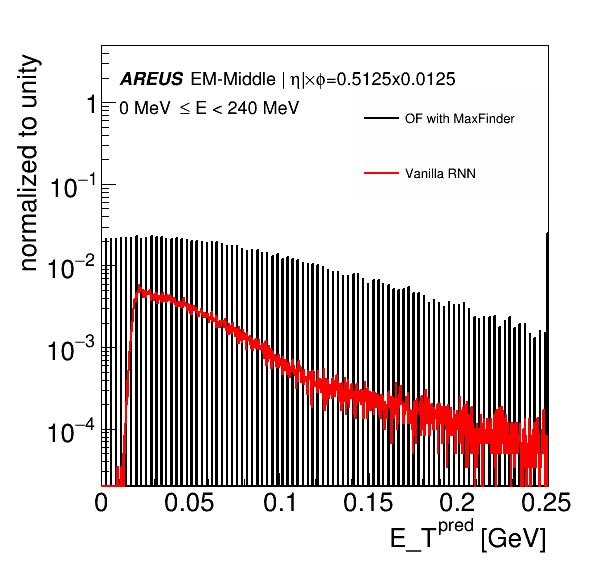 AREUS EM-Middle | η|×ϕ=0.5125x0.0125
0 MeV ≤ E < 240 MeV
OF with MaxFinder
Vanilla RNN
normalized to unity
1
10−1
10−2
10−3
10−4
0 0.05 0.1 0.15 0.2 0.25
E_Tpred [GeV]